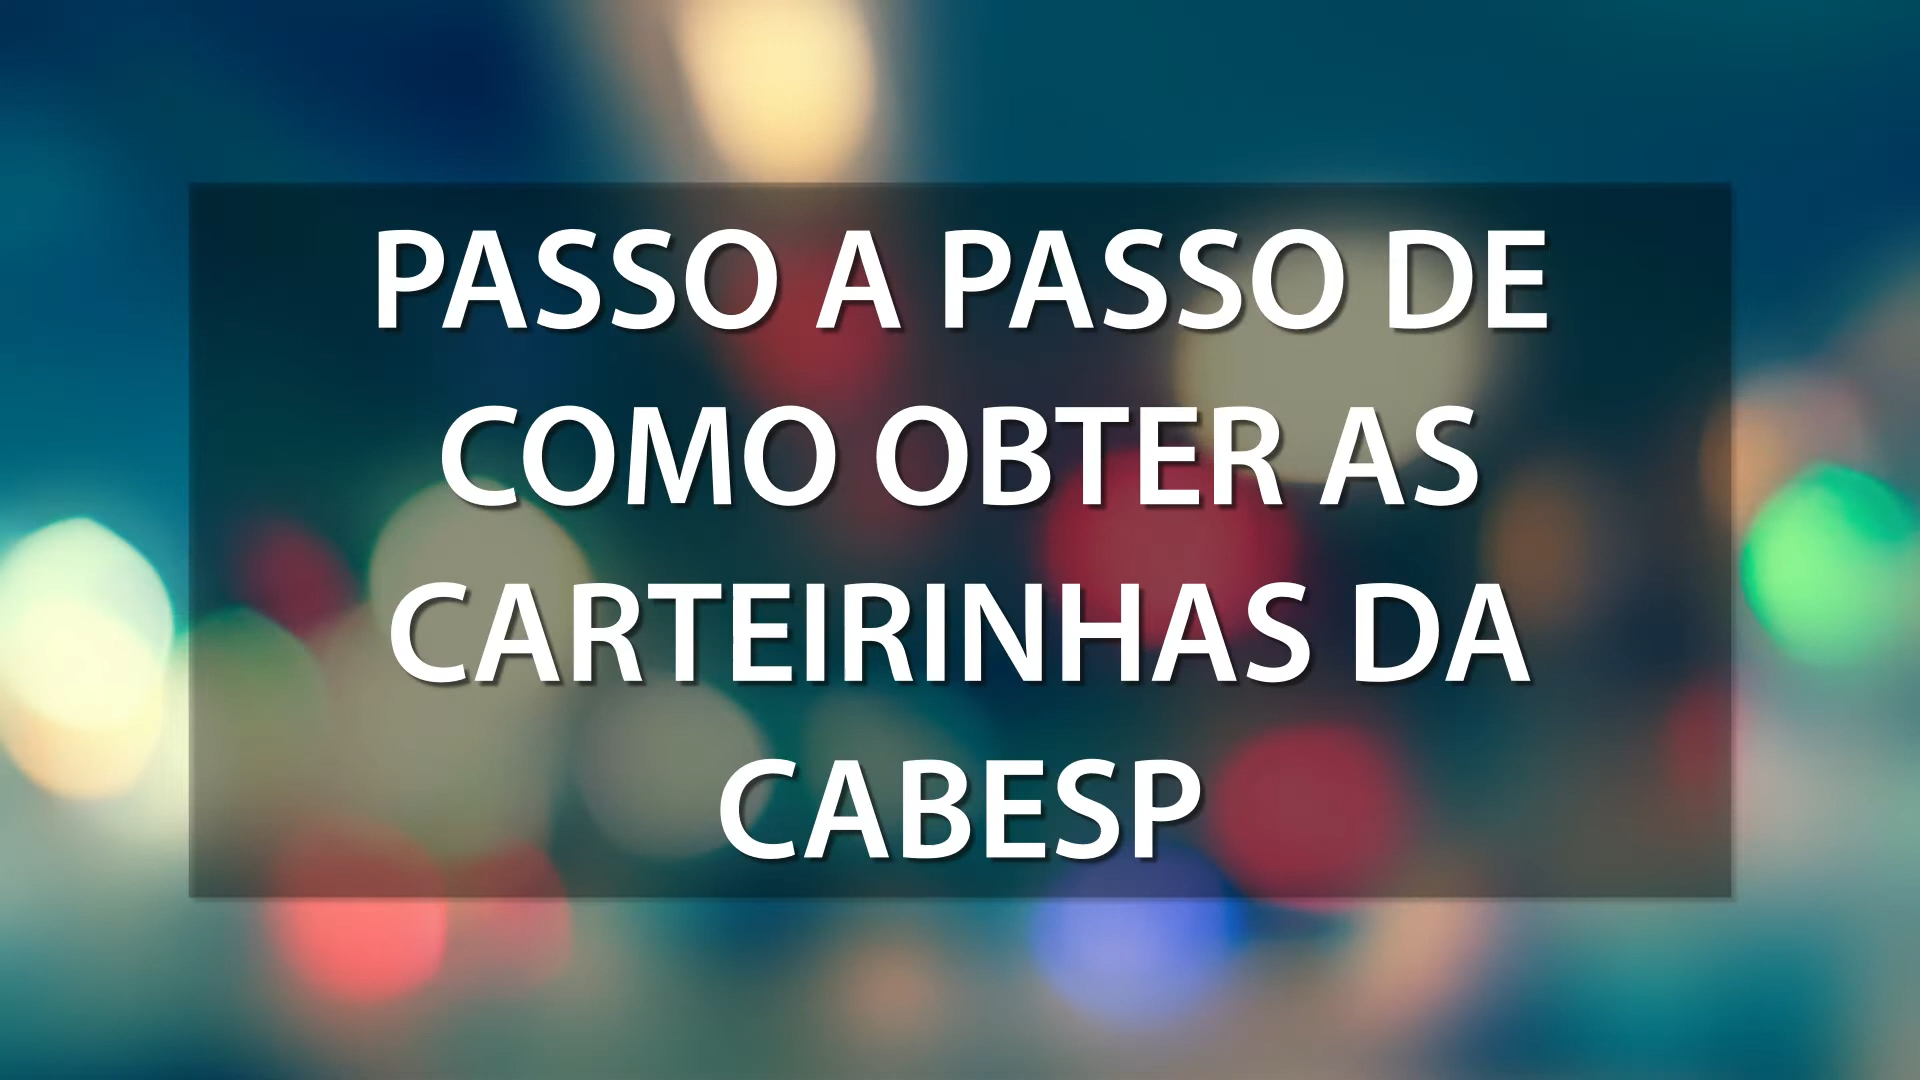 PASSO A PASSO DE
COMO OBTER AS
CARTEIRINHAS DA
CABESP